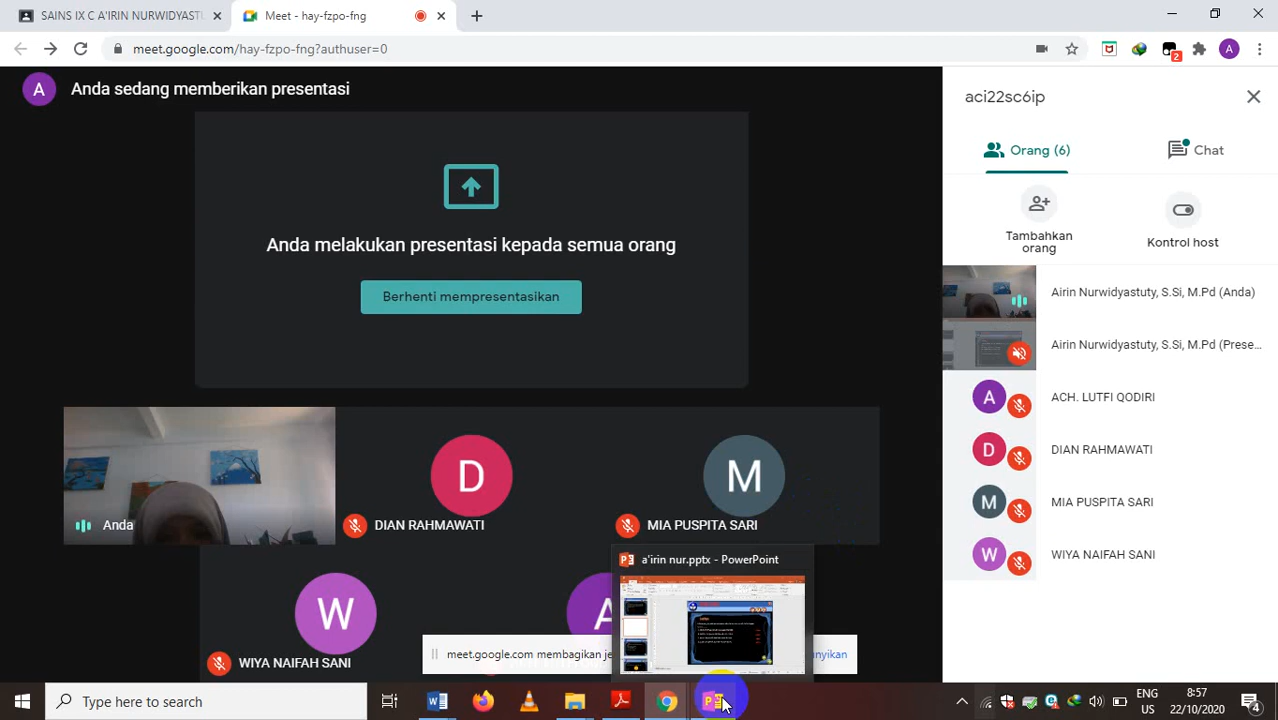 SAINS IX C A'IRIN NURWIDYASTU
Meet - hay-fzpo-fng
meet.google.com/hay-fzpo-fng?authuser=0
2
A
A
Anda sedang memberikan presentasi
Anda melakukan presentasi kepada semua orang
Berhenti mempresentasikan
Anda
D
DIAN RAHMAWATI
M
MIA PUSPITA SARI
W
WIYA NAIFAH SANI
a'irin nur.pptx - PowerPoint
meet.google.com membagikan
aci22sc6ip
Orang (6)
Chat
Tambahkan
orang
Kontrol host
Airin Nurwidyastuty, S.Si, M.Pd (Anda)
Airin Nurwidyastuty, S.Si, M.Pd (Prese...
A
ACH. LUTFI QODIRI
D
DIAN RAHMAWATI
M
MIA PUSPITA SARI
W
WIYA NAIFAH SANI
Type here to search
ENG
US
8:57
22/10/2020
4